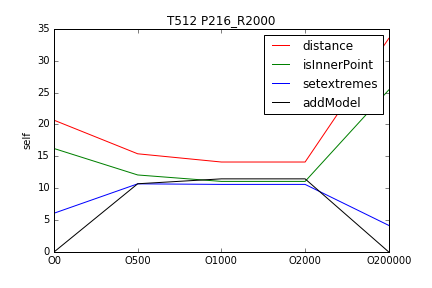 T512 P216_R2000
35
30
25
20
15
10
5
0
self
distance
isInnerPoint
setextremes
addModel
O0
O500
O1000
O2000
O200000